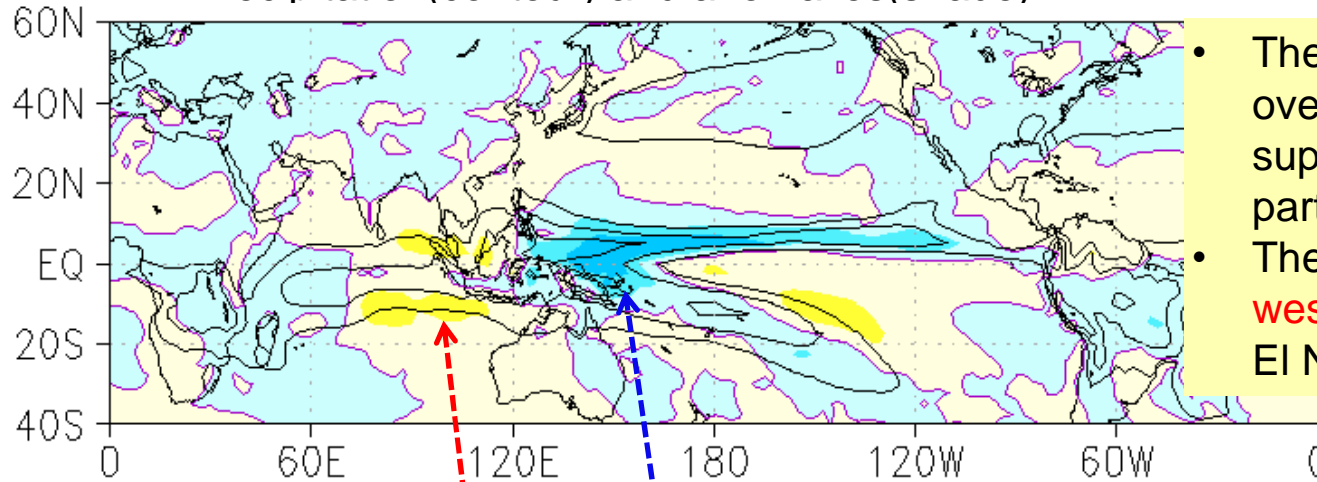 60N
40N
20N
EQ
20S
40S
0
60E
120E
180
120W
60W
• The
ove
sup
part
• The
wes
El N